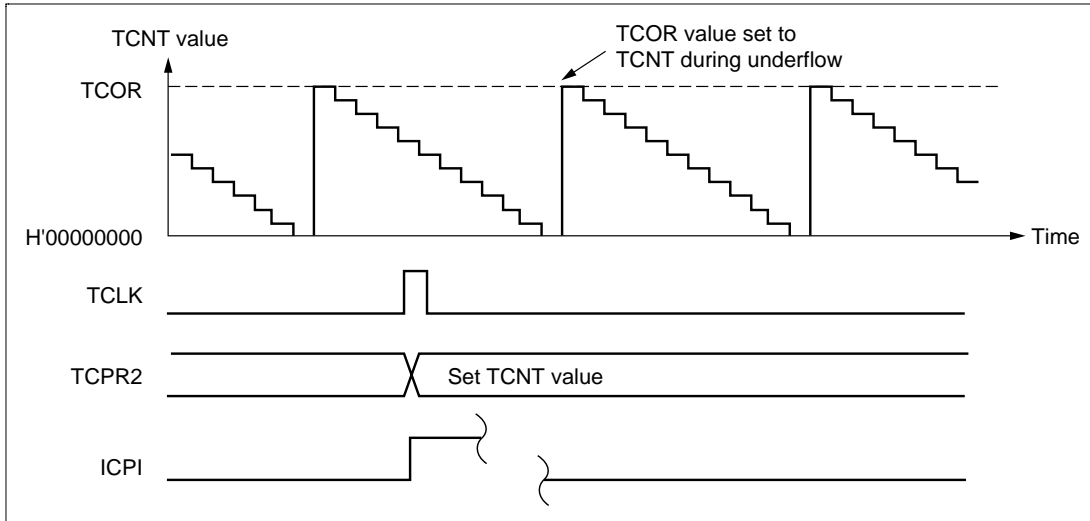 TCNT value
TCOR value set to
TCNT during underflow
TCOR
H'00000000
Time
TCLK
TCPR2
Set TCNT value
ICPI